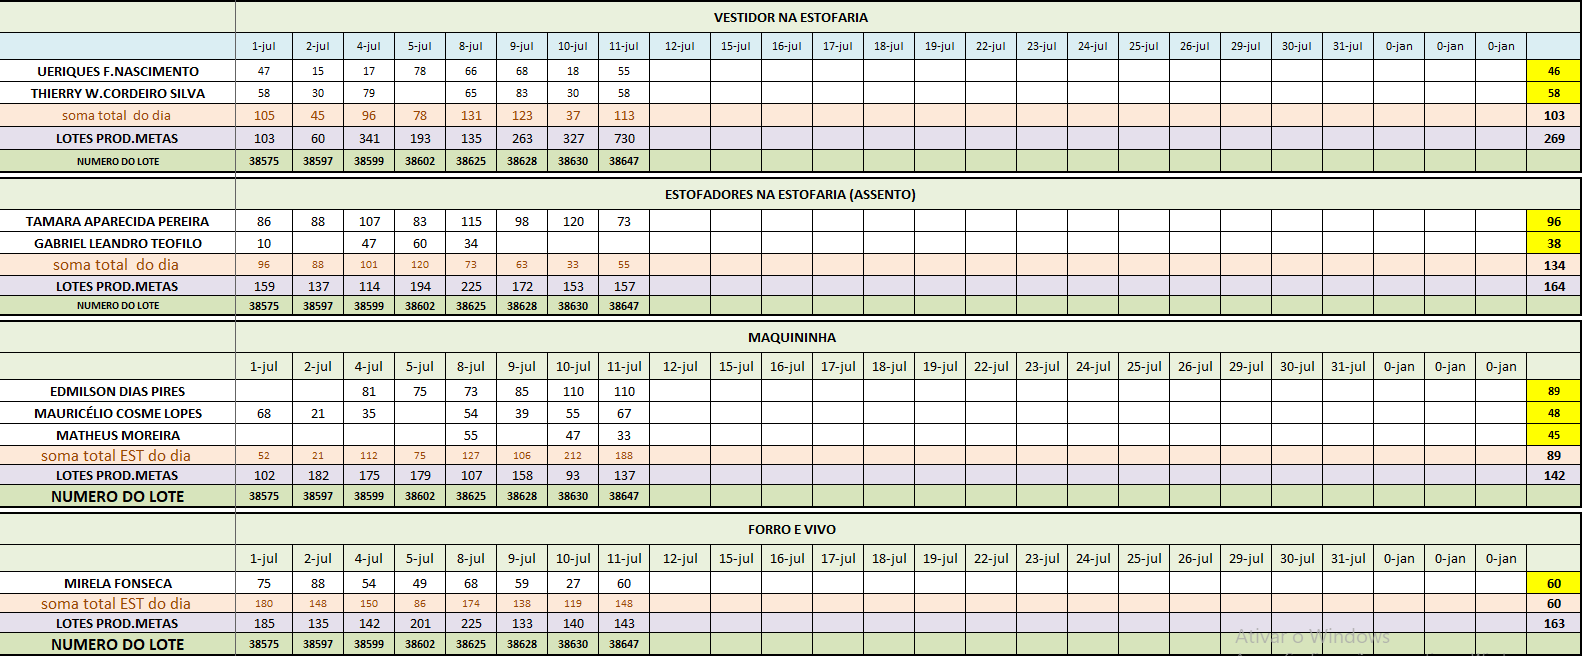 VESTIDOR NA ESTOFARIA
1-jul 2-jul 4-jul 5-jul 8-jul 9-jul 10-jul 11-jul 12-jul 15-jul 16-jul 17-jul 18-jul 19-jul 22-jul 23-jul 24-jul 25-jul 26-jul 29-jul 30-jul 31-jul 0-jan 0-jan 0-jan
UERIQUES F.NASCIMENTO 47 15 17 78 66 68 18 55 46
THIERRY W.CORDEIRO SILVA 58 30 79 65 83 30 58 58
soma total do dia 105 45 96 78 131 123 37 113 103
LOTES PROD.METAS 103 60 341 193 135 263 327 730 269
NUMERO DO LOTE 38575 38597 38599 38602 38625 38628 38630 38647
ESTOFADORES NA ESTOFARIA (ASSENTO)
TAMARA APARECIDA PEREIRA 86 88 107 83 115 98 120 73 96
GABRIEL LEANDRO TEOFILO 10 47 60 34 38
soma total do dia 96 88 101 120 73 63 33 55 134
LOTES PROD.METAS 159 137 114 194 225 172 153 157 164
NUMERO DO LOTE 38575 38597 38599 38602 38625 38628 38630 38647
MAQUININHA
1-jul 2-jul 4-jul 5-jul 8-jul 9-jul 10-jul 11-jul 12-jul 15-jul 16-jul 17-jul 18-jul 19-jul 22-jul 23-jul 24-jul 25-jul 26-jul 29-jul 30-jul 31-jul 0-jan 0-jan 0-jan
EDMILSON DIAS PIRES 81 75 73 85 110 110 89
MAURICÉLIO COSME LOPES 68 21 35 54 39 55 67 48
MATHEUS MOREIRA 55 47 33 45
soma total EST do dia 52 21 112 75 127 106 212 188 89
LOTES PROD.METAS 102 182 175 179 107 158 93 137 142
NUMERO DO LOTE 38575 38597 38599 38602 38625 38628 38630 38647
FORRO E VIVO
1-jul 2-jul 4-jul 5-jul 8-jul 9-jul 10-jul 11-jul 12-jul 15-jul 16-jul 17-jul 18-jul 19-jul 22-jul 23-jul 24-jul 25-jul 26-jul 29-jul 30-jul 31-jul 0-jan 0-jan 0-jan
MIRELA FONSECA 75 88 54 49 68 59 27 60 60
soma total EST do dia 180 148 150 86 174 138 119 148 60
LOTES PROD.METAS 185 135 142 201 225 133 140 143 163
NUMERO DO LOTE 38575 38597 38599 38602 38625 38628 38630 38647
Ativar o Windows